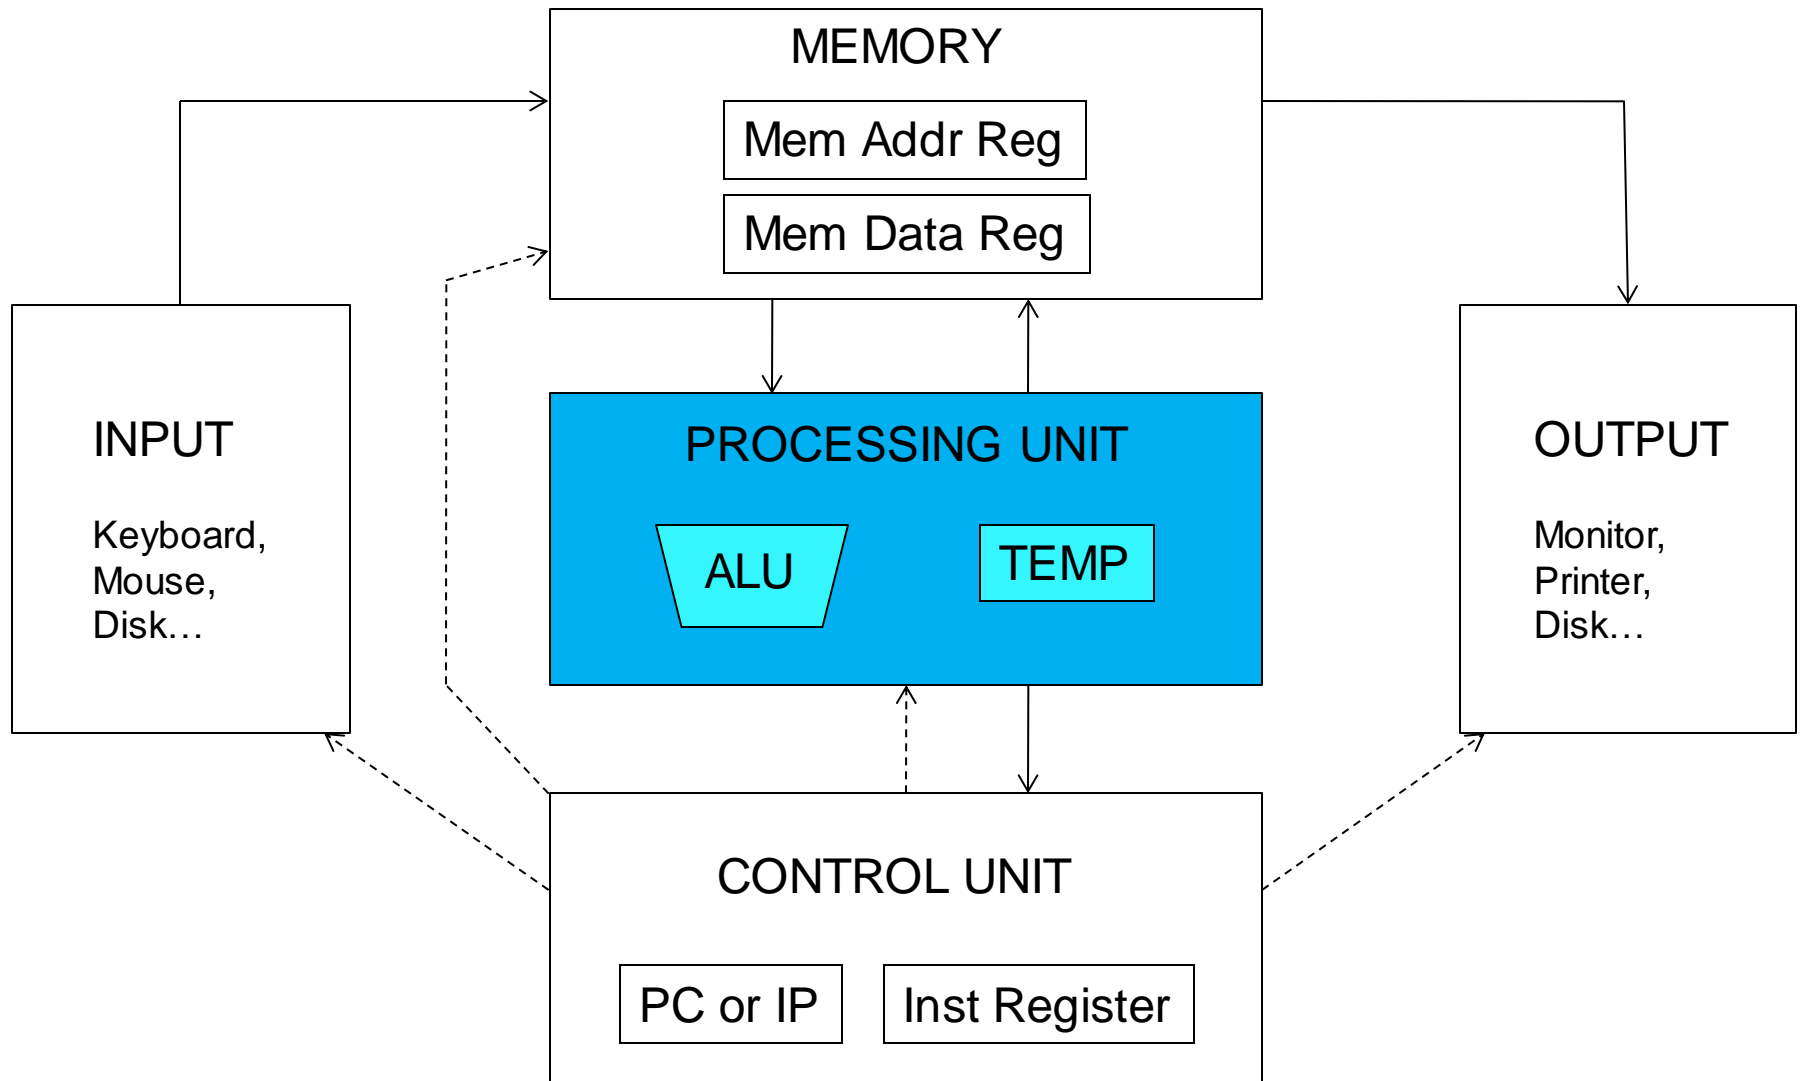 MEMORY
Mem Addr Reg
Mem Data Reg
INPUT
Keyboard,
Mouse,
Disk…
PROCESSING UNIT
ALU
TEMP
OUTPUT
Monitor,
Printer,
Disk…
CONTROL UNIT
PC or IP
Inst Register